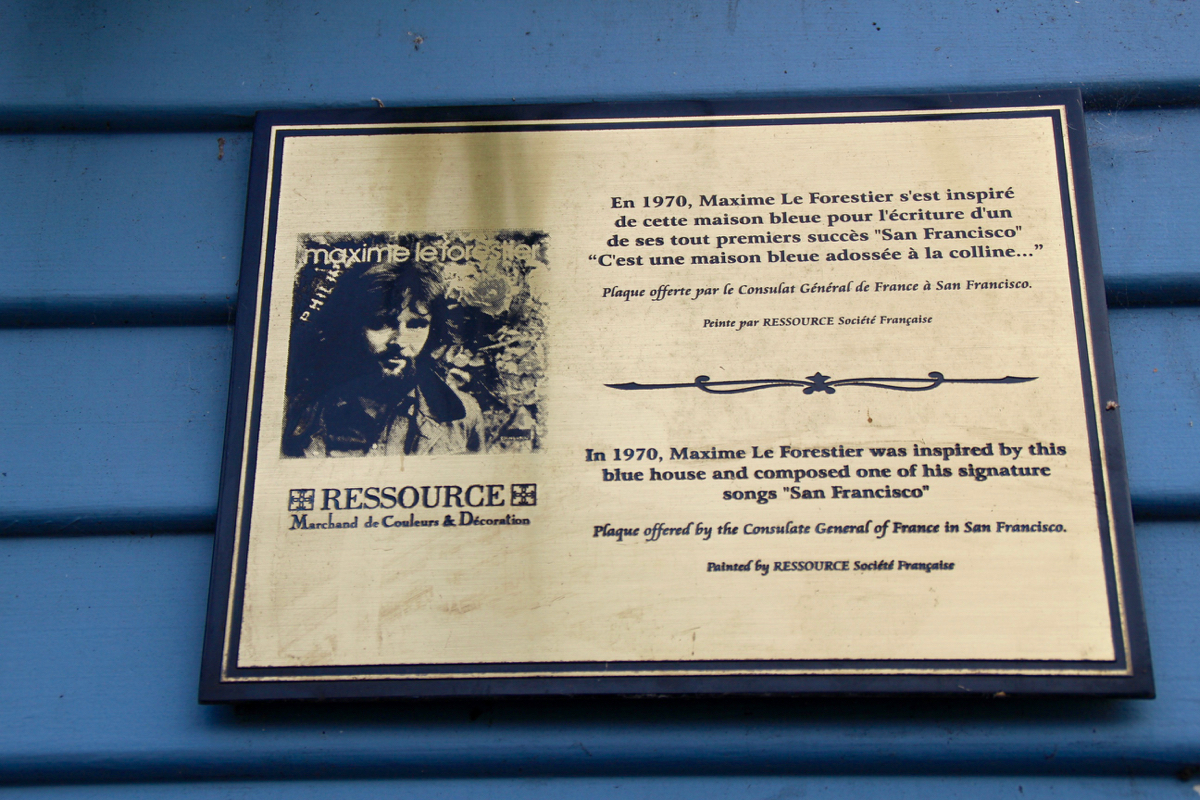 maxime le forestier
PHIL 36
RESSOURCE
Marchand de Couleurs & Décoration
En 1970, Maxime Le Forestier s'est inspiré
de cette maison bleue pour l'écriture d'un
de ses tout premiers succès "San Francisco"
“C'est une maison bleue adossée à la colline...”
Plaque offerte par le Consulat Général de France à San Francisco.
Peinte par RESSOURCE Société Française
In 1970, Maxime Le Forestier was inspired by this
blue house and composed one of his signature
songs "San Francisco"
Plaque offered by the Consulate General of France in San Francisco.
Painted by RESSOURCE Société Française